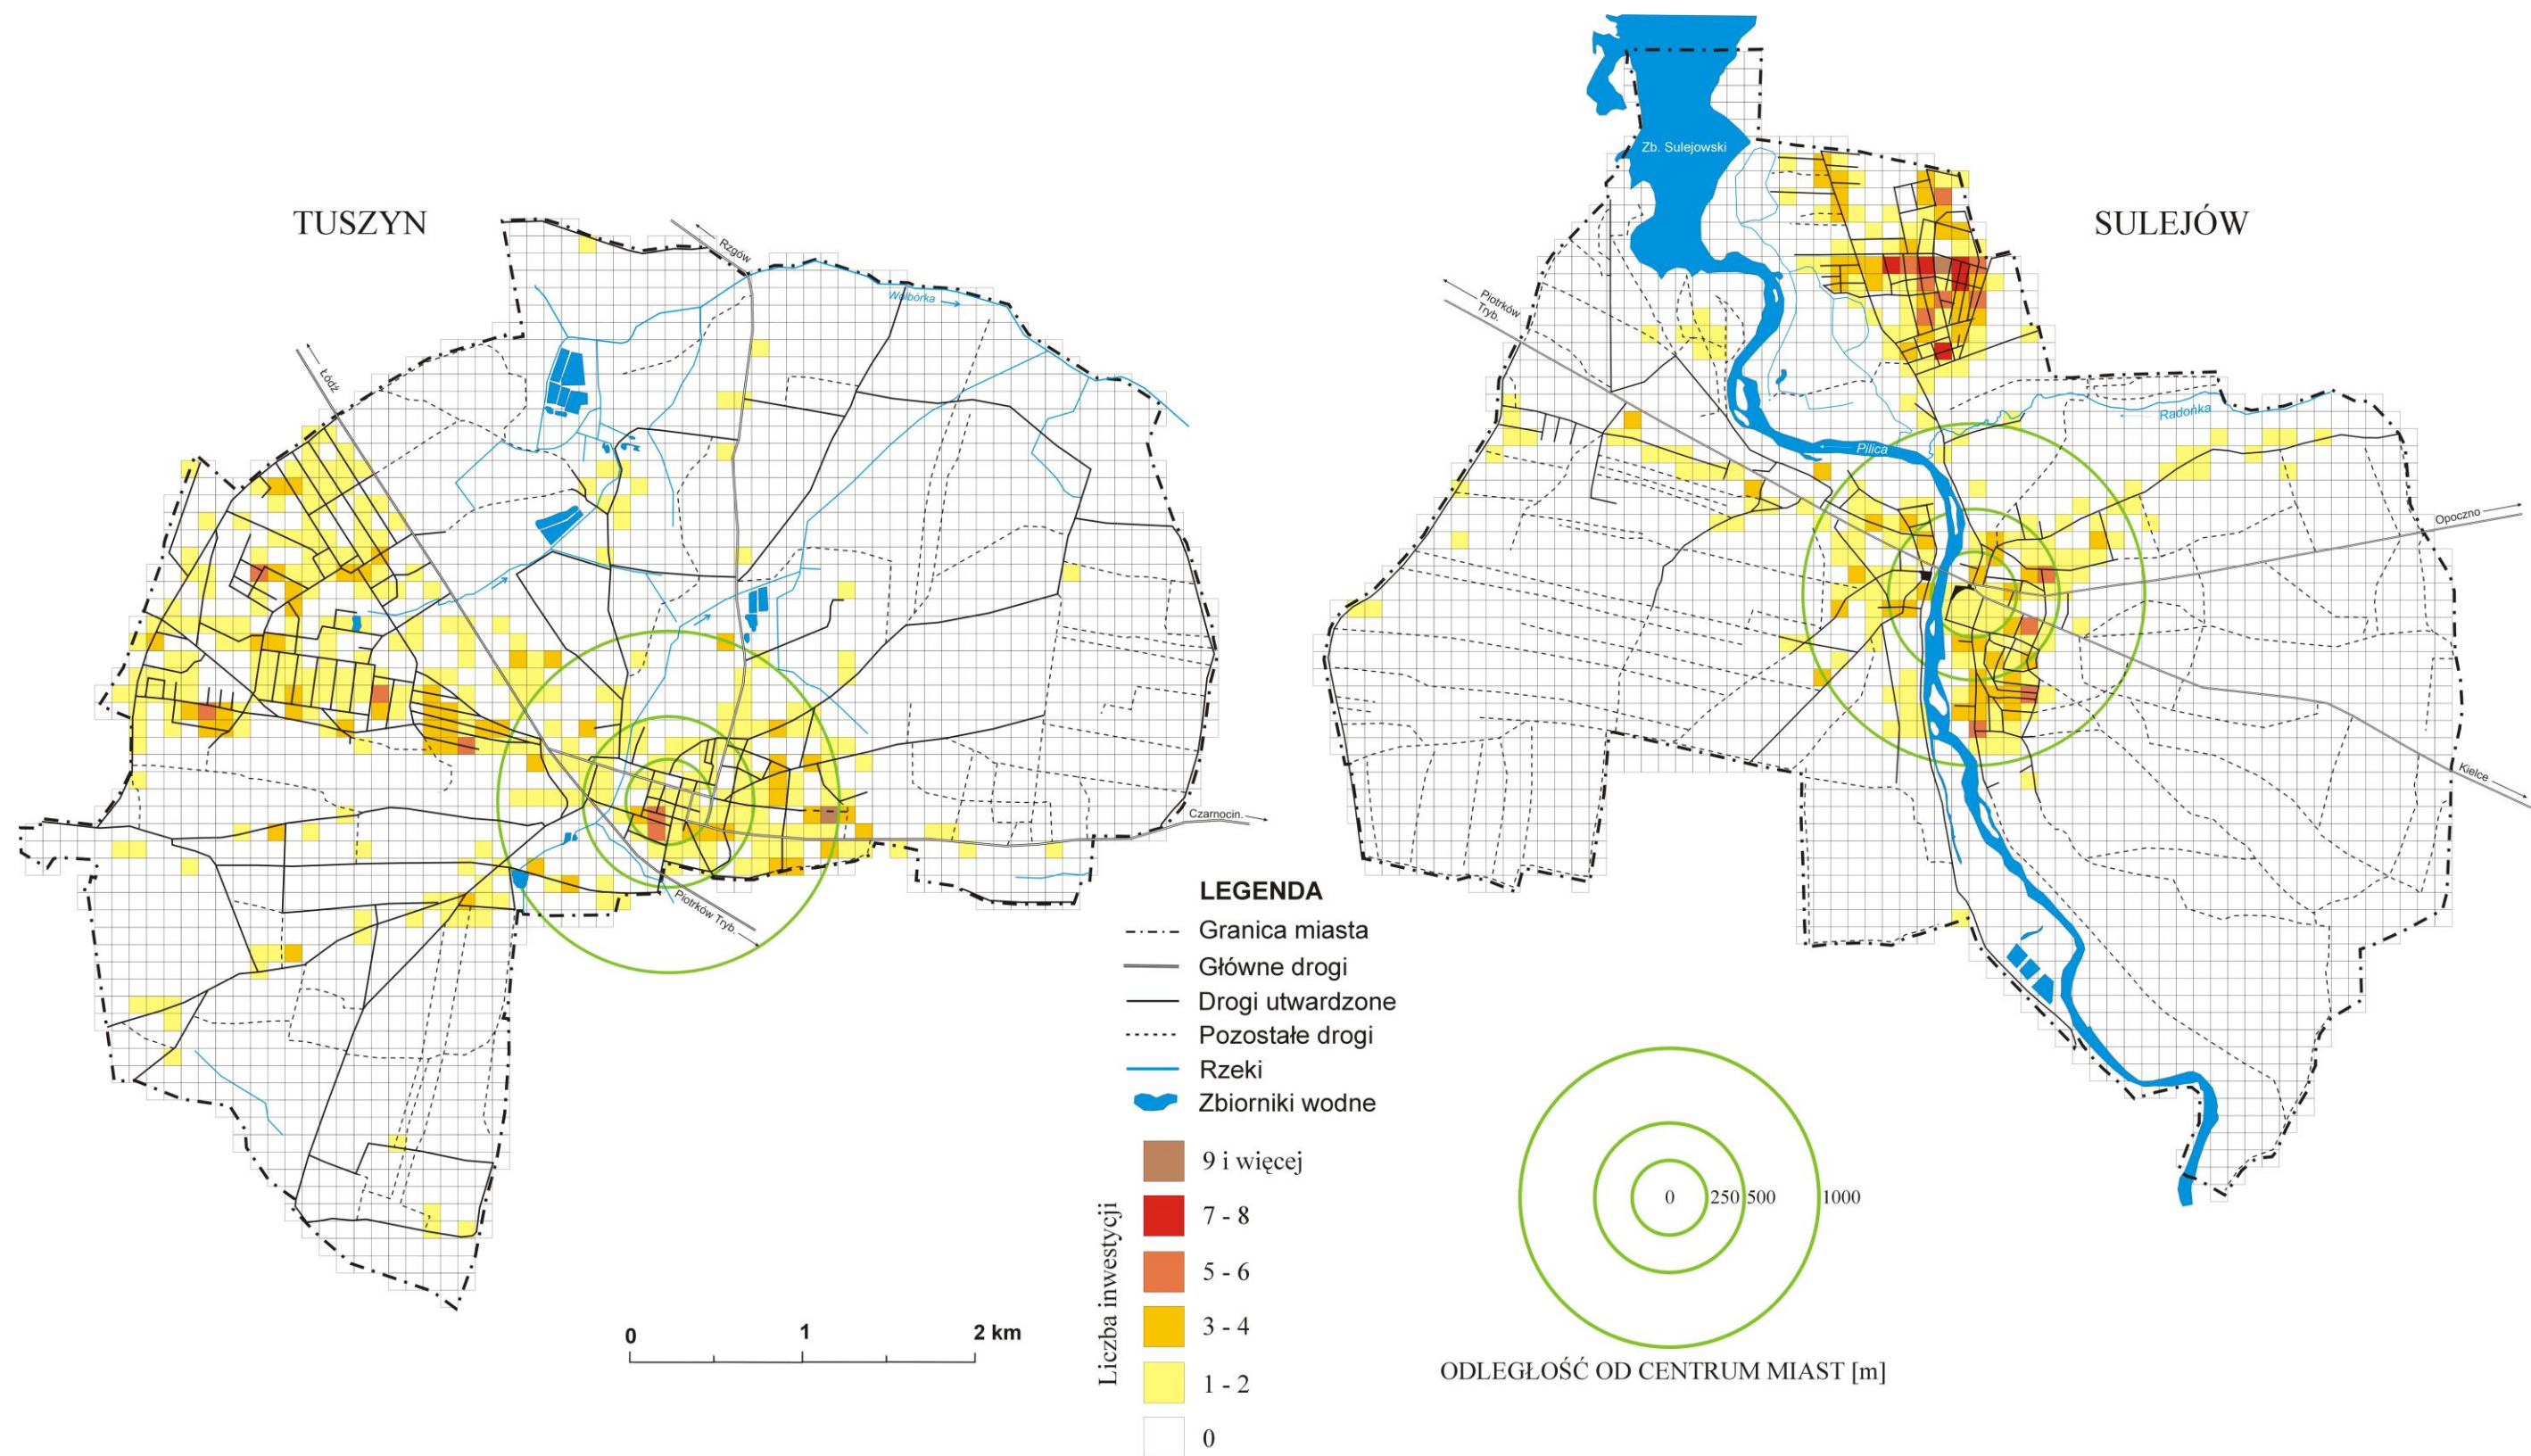 TUSZYN
SULEJÓW
Rzgów
Wolbórka
Łódź
Czarnocin.
Piotrków Tryb.
Zb. Sulejowski
Piotrków
Tryb.
Pilica
Radońka
Opoczno
Kielce
LEGENDA
Granica miasta
Główne drogi
Drogi utwardzone
Pozostałe drogi
Rzeki
Zbiorniki wodne
Liczba inwestycji
9 i więcej
7 - 8
5 - 6
3 - 4
1 - 2
0
0 1 2 km
0 250 500 1000
ODLEGŁOŚĆ OD CENTRUM MIAST [m]